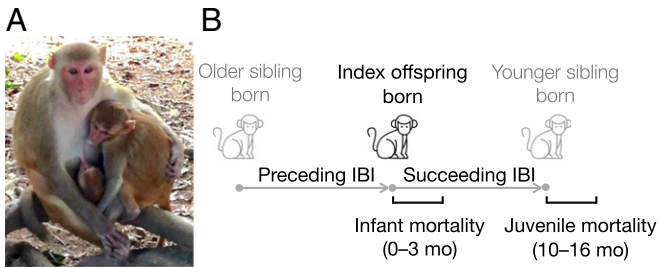 A
B
Older sibling
born
Index offspring
born
Younger sibling
born
Preceding IBI
Succeeding IBI
Infant mortality
(0–3 mo)
Juvenile mortality
(10–16 mo)